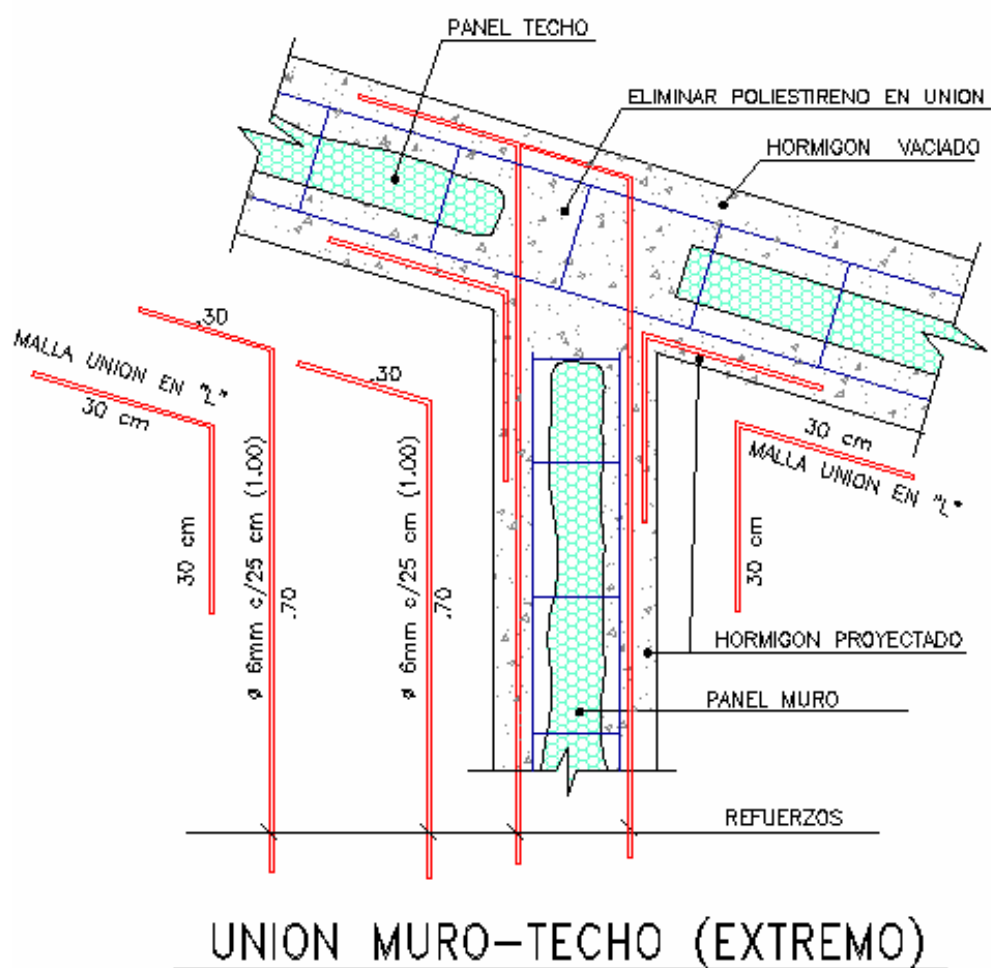 PANEL TECHO
ELIMINAR POLIESTIRENO EN UNION
HORMIGON VACIADO
.30
MALLA UNION EN "L"
30 cm
.30
30 cm
MALLA UNION EN "L"
30 cm
ø 6mm c/25 cm (1.00)
.70
ø 6mm c/25 cm (1.00)
.70
30 cm
HORMIGON PROYECTADO
PANEL MURO
REFUERZOS
UNION MURO-TECHO (EXTREMO)